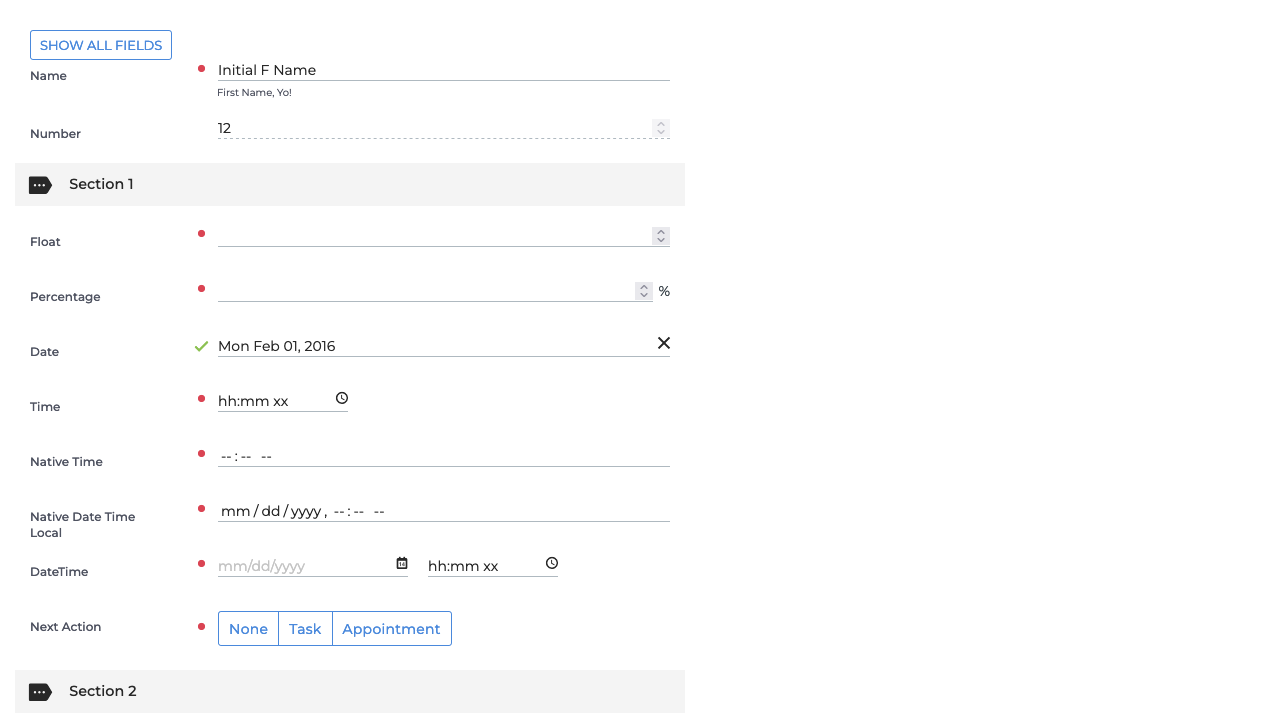 SHOW ALL FIELDS
Name
Initial F Name
First Name, Yo!
Number
12
Section 1
Float
Percentage
%
Date
Mon Feb 01, 2016
Time
hh:mm xx
Native Time
--:-- --
Native Date Time
Local
mm/dd/yyyy, --:-- --
DateTime
mm/dd/yyyy
hh:mm xx
Next Action
None Task Appointment
Section 2